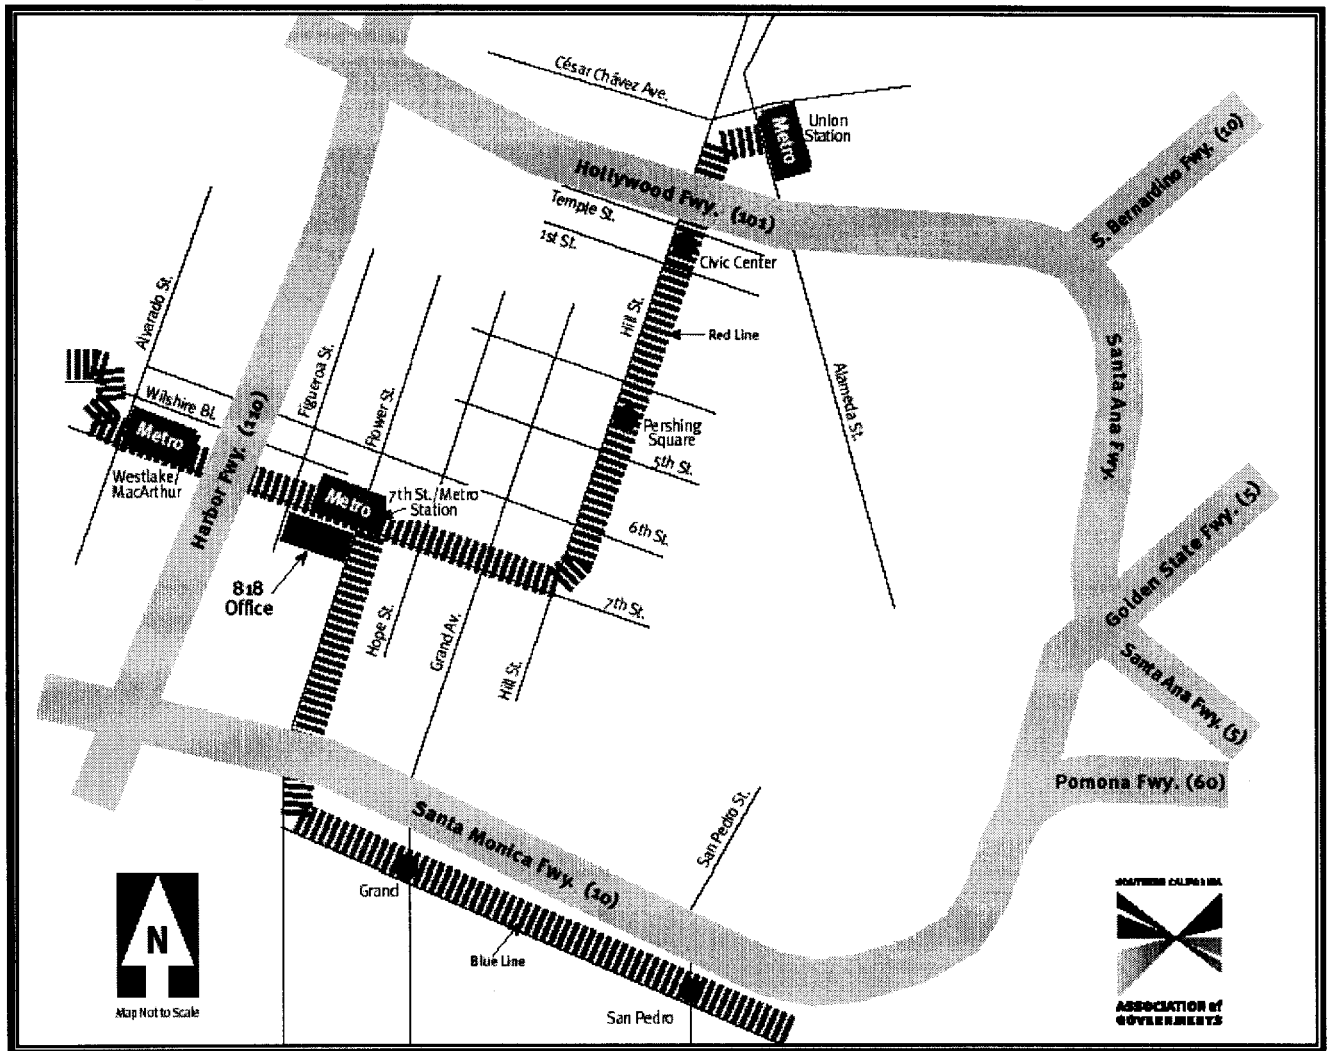 César Chávez Ave.
Metro
Union
Station
S. Bernardino Fwy. (10)
Hollywood Fwy. (101)
Temple St.
1st St.
Civic Center
Alvarado St.
Hill St.
Red Line
Figueroa St.
Flower St.
Alameda St.
Santa Ana Fwy.
Wilshire Bl.
Metro
Westlake/
MacArthur
Harbor Fwy. (110)
Pershing
Square
5th St.
Metro
7th St./Metro
Station
6th St.
Golden State Fwy. (5)
818
Office
7th St.
Hope St.
Grand Av.
Hill St.
Santa Ana Fwy. (5)
Pomona Fwy. (60)
Santa Monica Fwy. (10)
San Pedro St.
Grand
Blue Line
San Pedro
N
Map Not to Scale
SOUTHERN CALIFORNIA
ASSOCIATION of
GOVERNMENTS